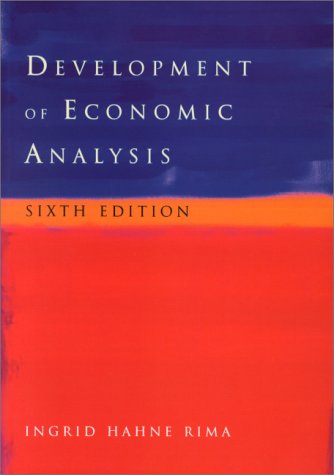 DEVELOPMENT
OF ECONOMIC
ANALYSIS
SIXTH EDITION
INGRID HAHNE RIMA